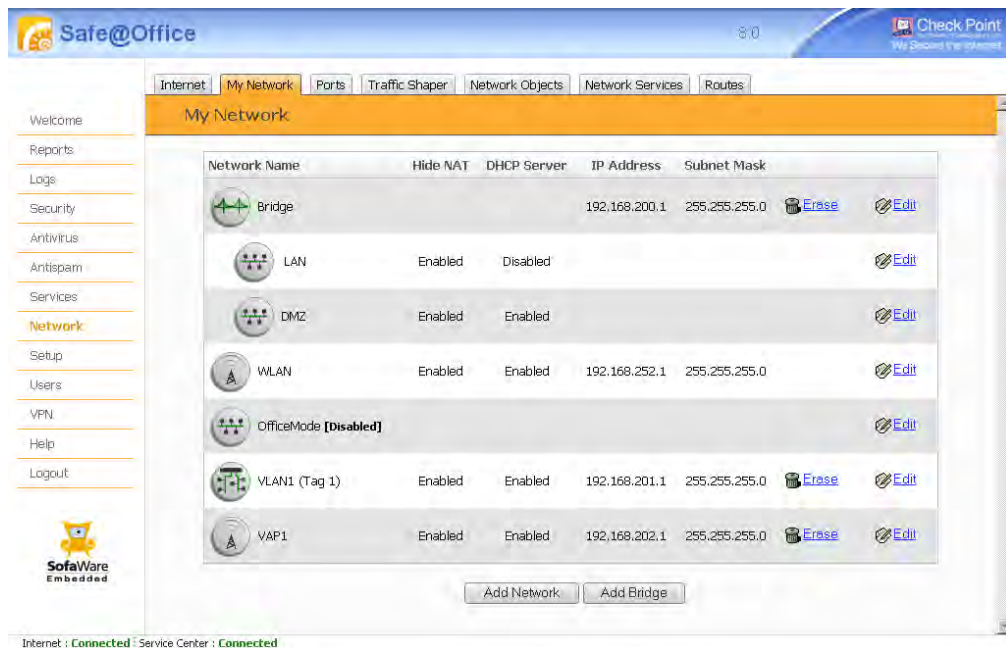 Safe@Office
8.0
Check Point
We Secure the Internet
Internet My Network Ports Traffic Shaper Network Objects Network Services Routes
My Network
Welcome
Reports
Logs
Security
Antivirus
Antispam
Services
Network
Setup
Users
VPN
Help
Logout
SofaWare
Embedded
Network Name Hide NAT DHCP Server IP Address Subnet Mask
Bridge 192.168.200.1 255.255.255.0 Erase Edit
LAN Enabled Disabled Edit
DMZ Enabled Enabled Edit
WLAN Enabled Enabled 192.168.252.1 255.255.255.0 Edit
OfficeMode [Disabled] Edit
VLAN1 (Tag 1) Enabled Enabled 192.168.201.1 255.255.255.0 Erase Edit
VAP1 Enabled Enabled 192.168.202.1 255.255.255.0 Erase Edit
Add Network Add Bridge
Internet : Connected Service Center : Connected